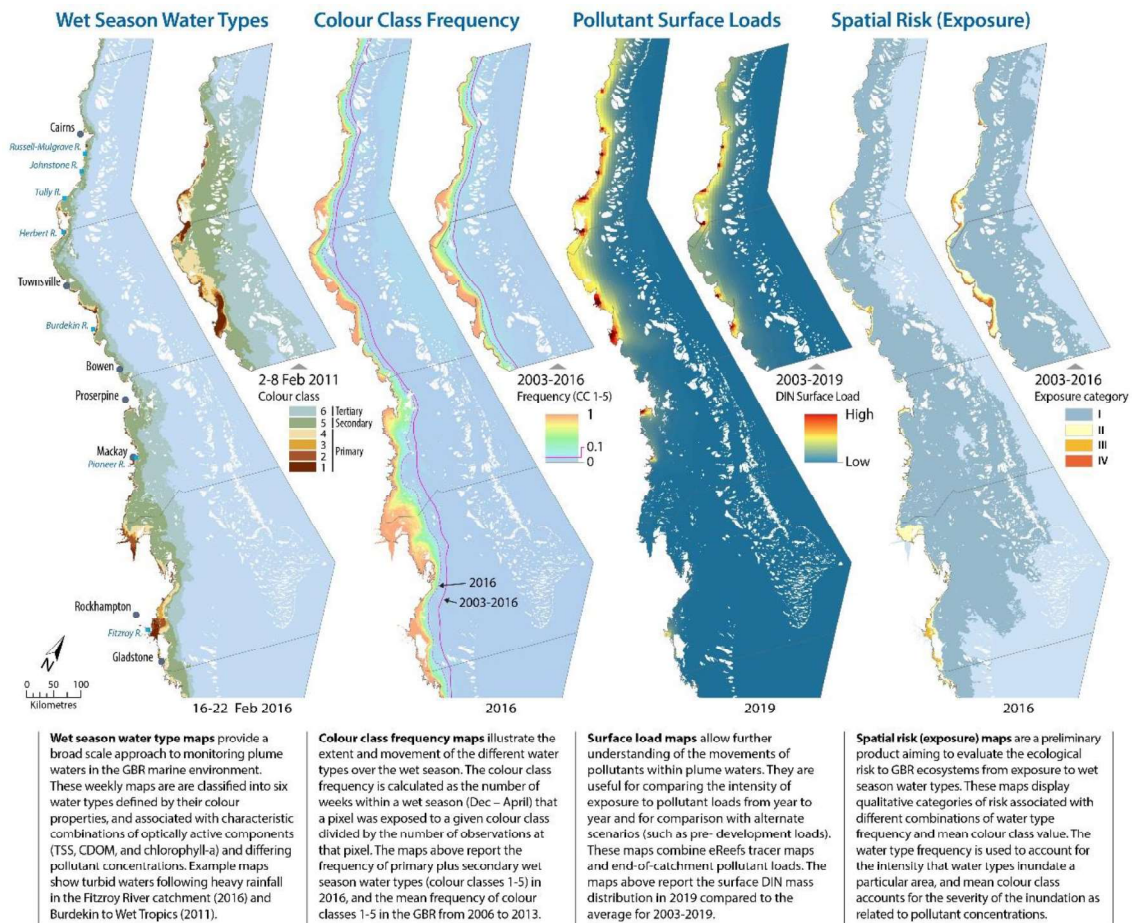 Wet Season Water Types
Colour Class Frequency
Pollutant Surface Loads
Spatial Risk (Exposure)
Cairns
Russell-Mulgrave R.
Johnstone R.
Tully R.
Herbert R.
Townsville
Burdekin R.
Bowen
Proserpine
Mackay
Pioneer R.
Rockhampton
Fitzroy R.
Gladstone
N
0 50 100
Kilometres
2-8 Feb 2011
Colour class
6 Tertiary
5 Secondary
4
3 Primary
2
1
16-22 Feb 2016
2003-2016
Frequency (CC 1-5)
1
0.1
0
2016
2003-2016
2016
2003-2019
DIN Surface Load
High
Low
2019
2003-2016
Exposure category
I
II
III
IV
2016
Wet season water type maps provide a
broad scale approach to monitoring plume
waters in the GBR marine environment.
These weekly maps are are classified into six
water types defined by their colour
properties, and associated with characteristic
combinations of optically active components
(TSS, CDOM, and chlorophyll-a) and differing
pollutant concentrations. Example maps
show turbid waters following heavy rainfall
in the Fitzroy River catchment (2016) and
Burdekin to Wet Tropics (2011).
Colour class frequency maps illustrate the
extent and movement of the different water
types over the wet season. The colour class
frequency is calculated as the number of
weeks within a wet season (Dec – April) that
a pixel was exposed to a given colour class
divided by the number of observations at
that pixel. The maps above report the
frequency of primary plus secondary wet
season water types (colour classes 1-5) in
2016, and the mean frequency of colour
classes 1-5 in the GBR from 2006 to 2013.
Surface load maps allow further
understanding of the movements of
pollutants within plume waters. They are
useful for comparing the intensity of
exposure to pollutant loads from year to
year and for comparison with alternate
scenarios (such as pre- development loads).
These maps combine eReefs tracer maps
and end-of-catchment pollutant loads. The
maps above report the surface DIN mass
distribution in 2019 compared to the
average for 2003-2019.
Spatial risk (exposure) maps are a preliminary
product aiming to evaluate the ecological
risk to GBR ecosystems from exposure to wet
season water types. These maps display
qualitative categories of risk associated with
different combinations of water type
frequency and mean colour class value. The
water type frequency is used to account for
the intensity that water types inundate a
particular area, and mean colour class
accounts for the severity of the inundation as
related to pollutant concentrations.